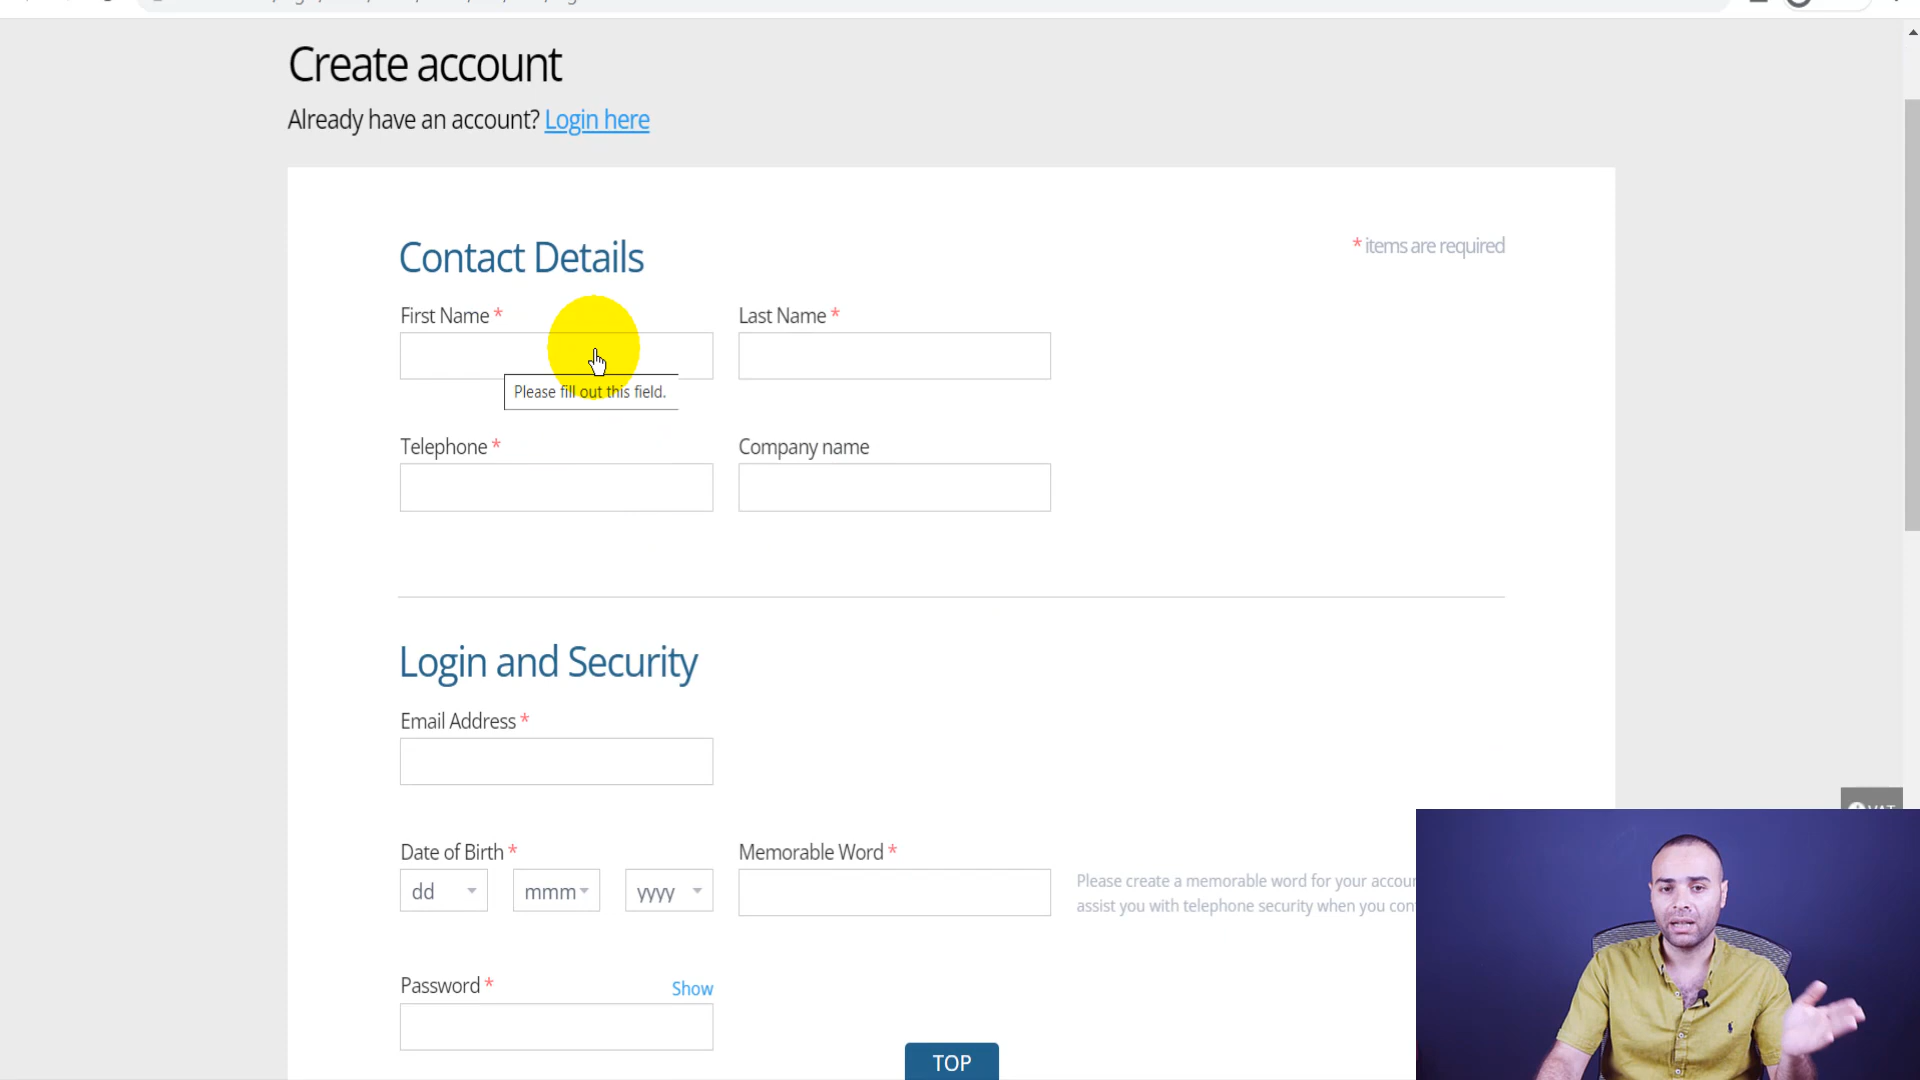 Create account
Already have an account? Login here
Contact Details
* items are required
First Name *
Last Name *
Please fill out this field.
Telephone *
Company name
Login and Security
Email Address *
Date of Birth *
Memorable Word *
dd
mmm
yyyy
Please create a memorable word for your
assist you with telephone security when you
Password *
Show
TOP